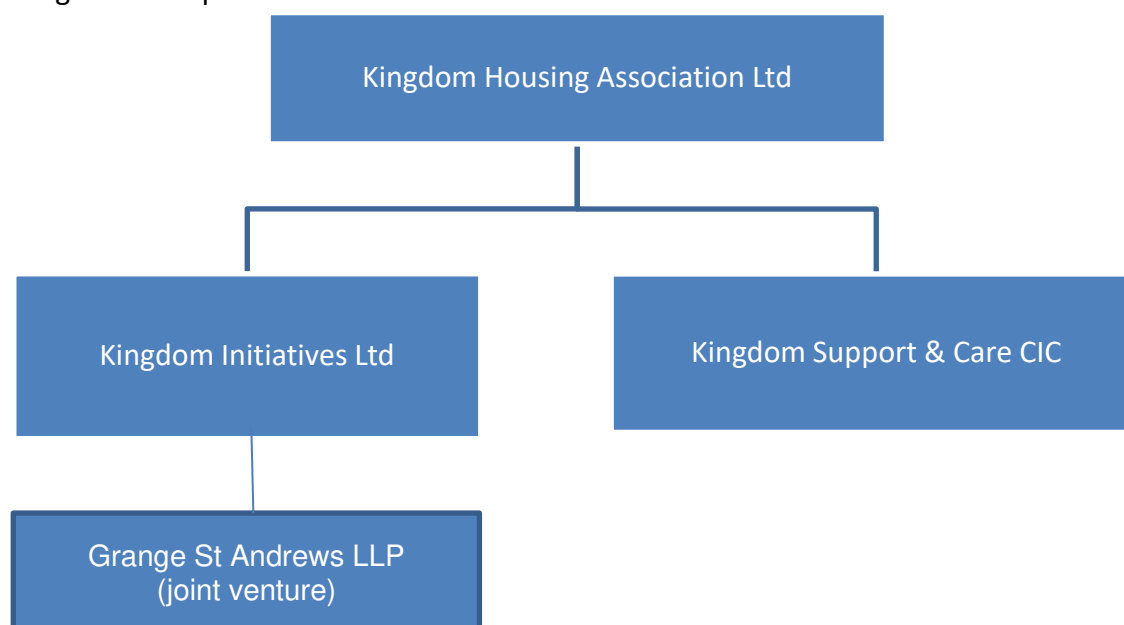 Kingdom Housing Association Ltd
Kingdom Initiatives Ltd
Kingdom Support & Care CIC
Grange St Andrews LLP
(joint venture)